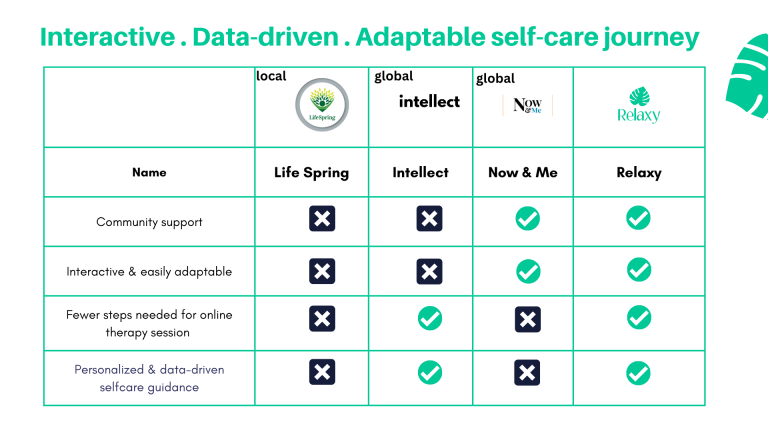 Interactive . Data-driven . Adaptable self-care journey
local
LifeSpring
global
intellect
global
Now
&Me
Relaxy
Name
Life Spring
Intellect
Now & Me
Relaxy
Community support
Interactive & easily adaptable
Fewer steps needed for online
therapy session
Personalized & data-driven
selfcare guidance